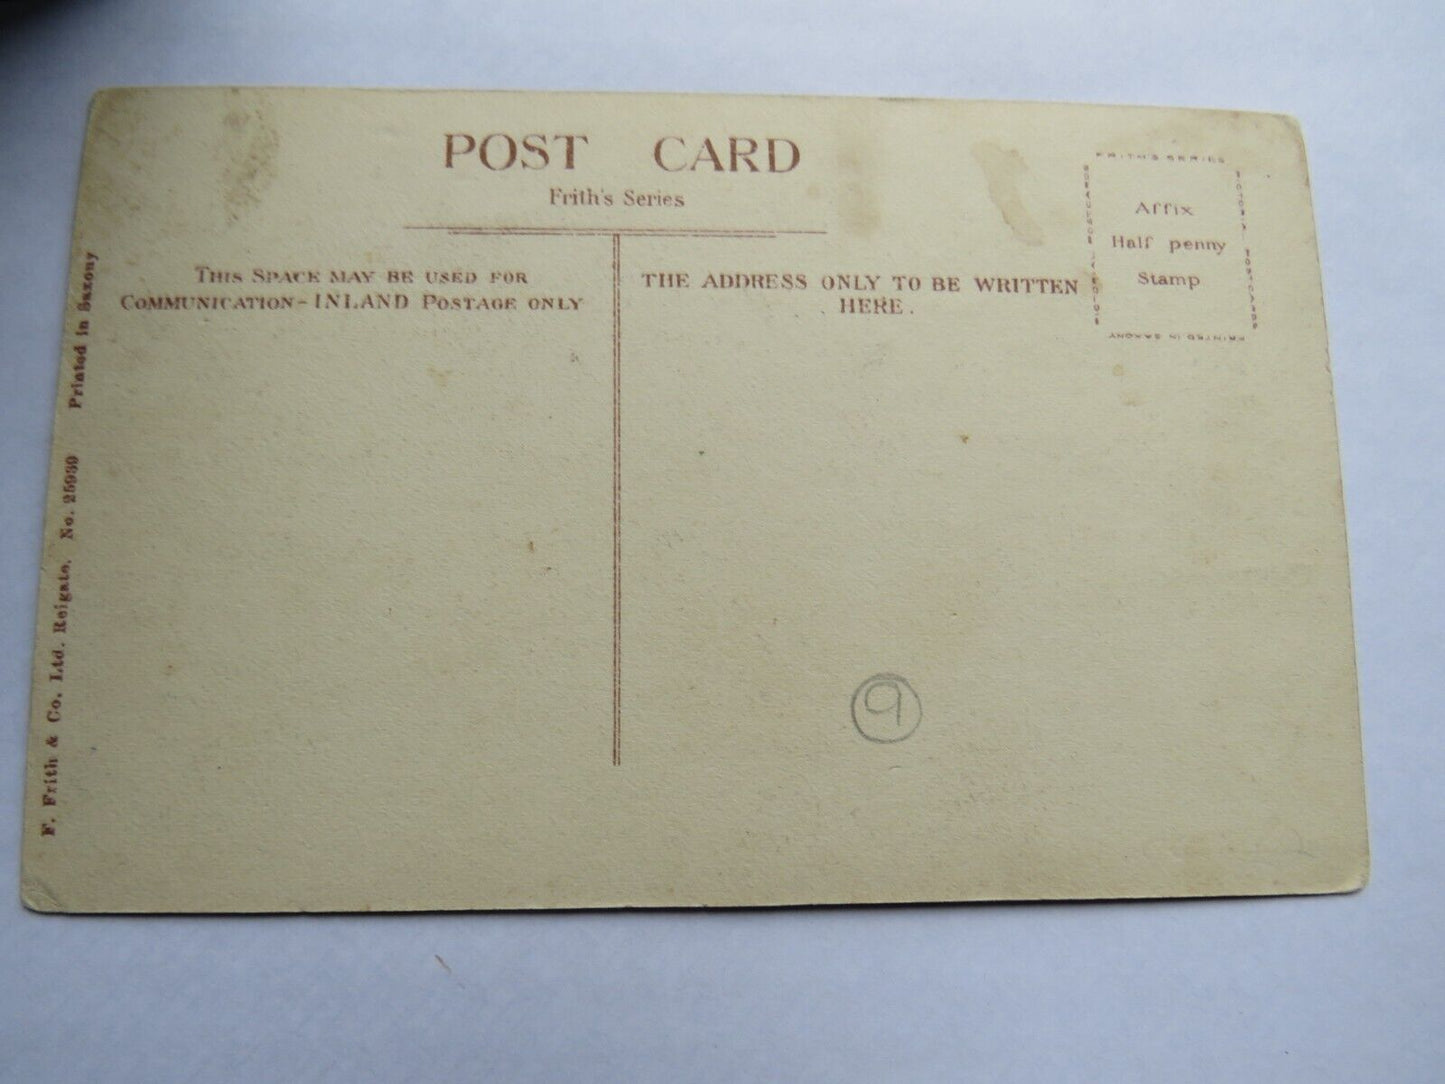 POST CARD
Frith's Series
THIS SPACE MAY BE USED FOR
COMMUNICATION-INLAND POSTAGE ONLY
THE ADDRESS ONLY TO BE WRITTEN
HERE.
FRITH'S SERIES
Affix
Half penny
Stamp
PRINTED IN SAXONY
F. Frith & Co. Ltd. Reigate. No. 25939 Printed in Saxony
9